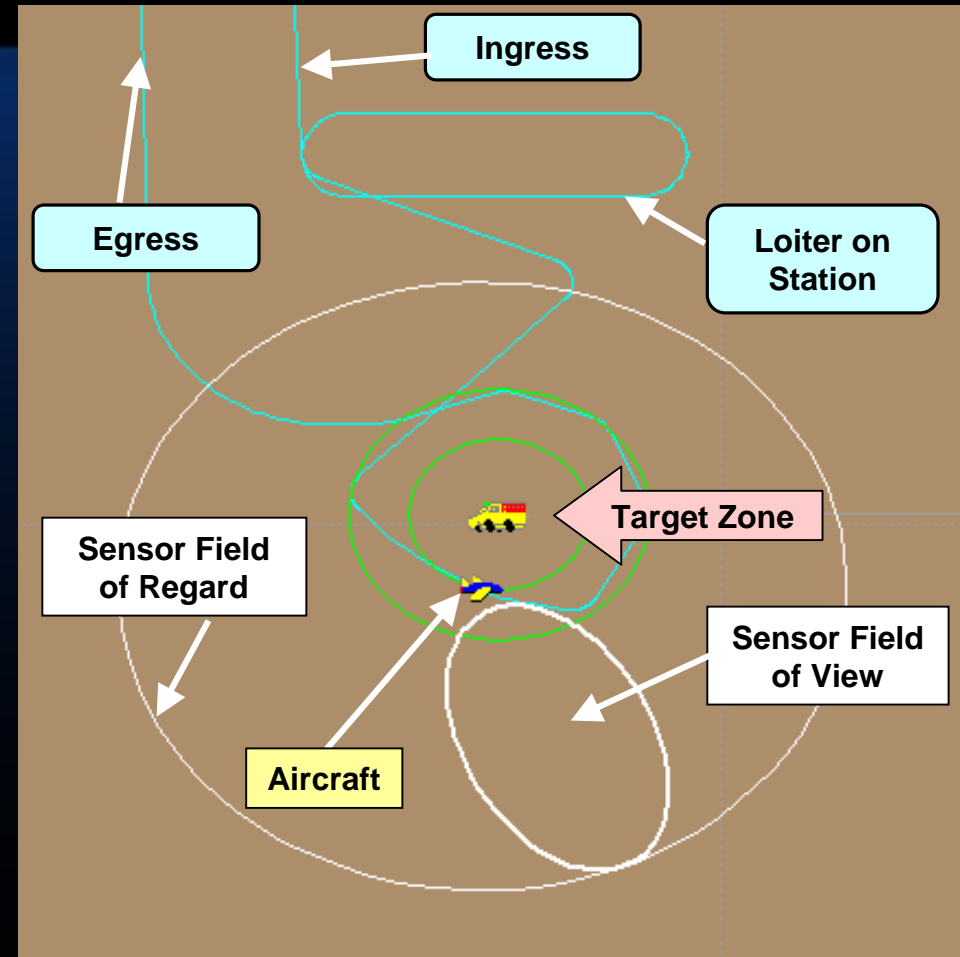 Ingress
Egress
Loiter on
Station
Target Zone
Sensor Field
of Regard
Sensor Field
of View
Aircraft